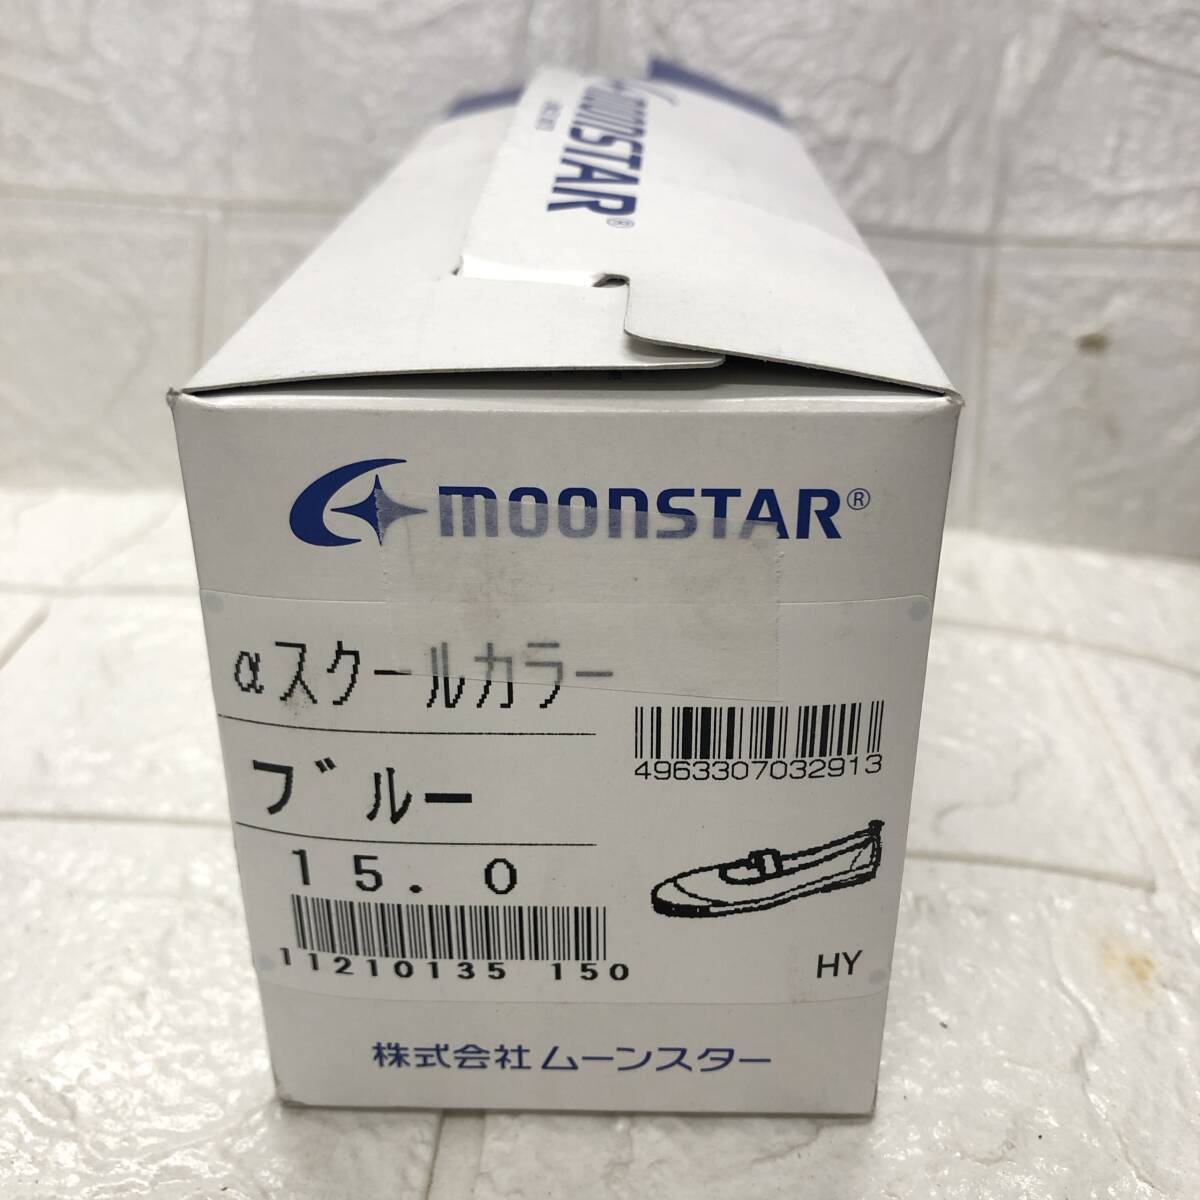 MOONSTAR®
MOONSTAR®
αスクールカラー
4963307032913
ブルー
15.0
11210135 150
HY
株式会社ムーンスター